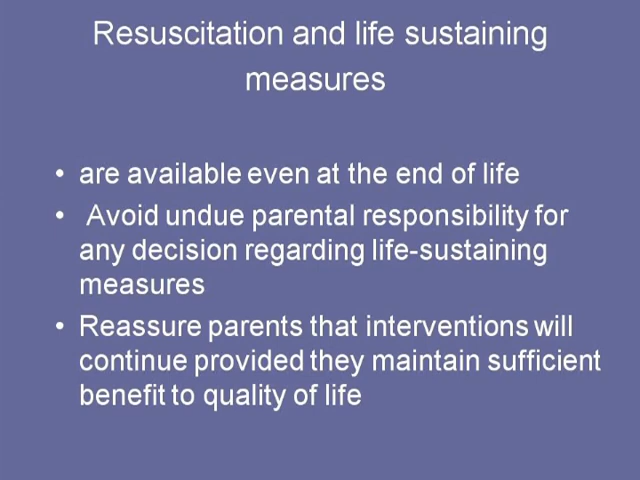 Resuscitation and life sustaining
measures
• are available even at the end of life
• Avoid undue parental responsibility for
any decision regarding life-sustaining
measures
• Reassure parents that interventions will
continue provided they maintain sufficient
benefit to quality of life